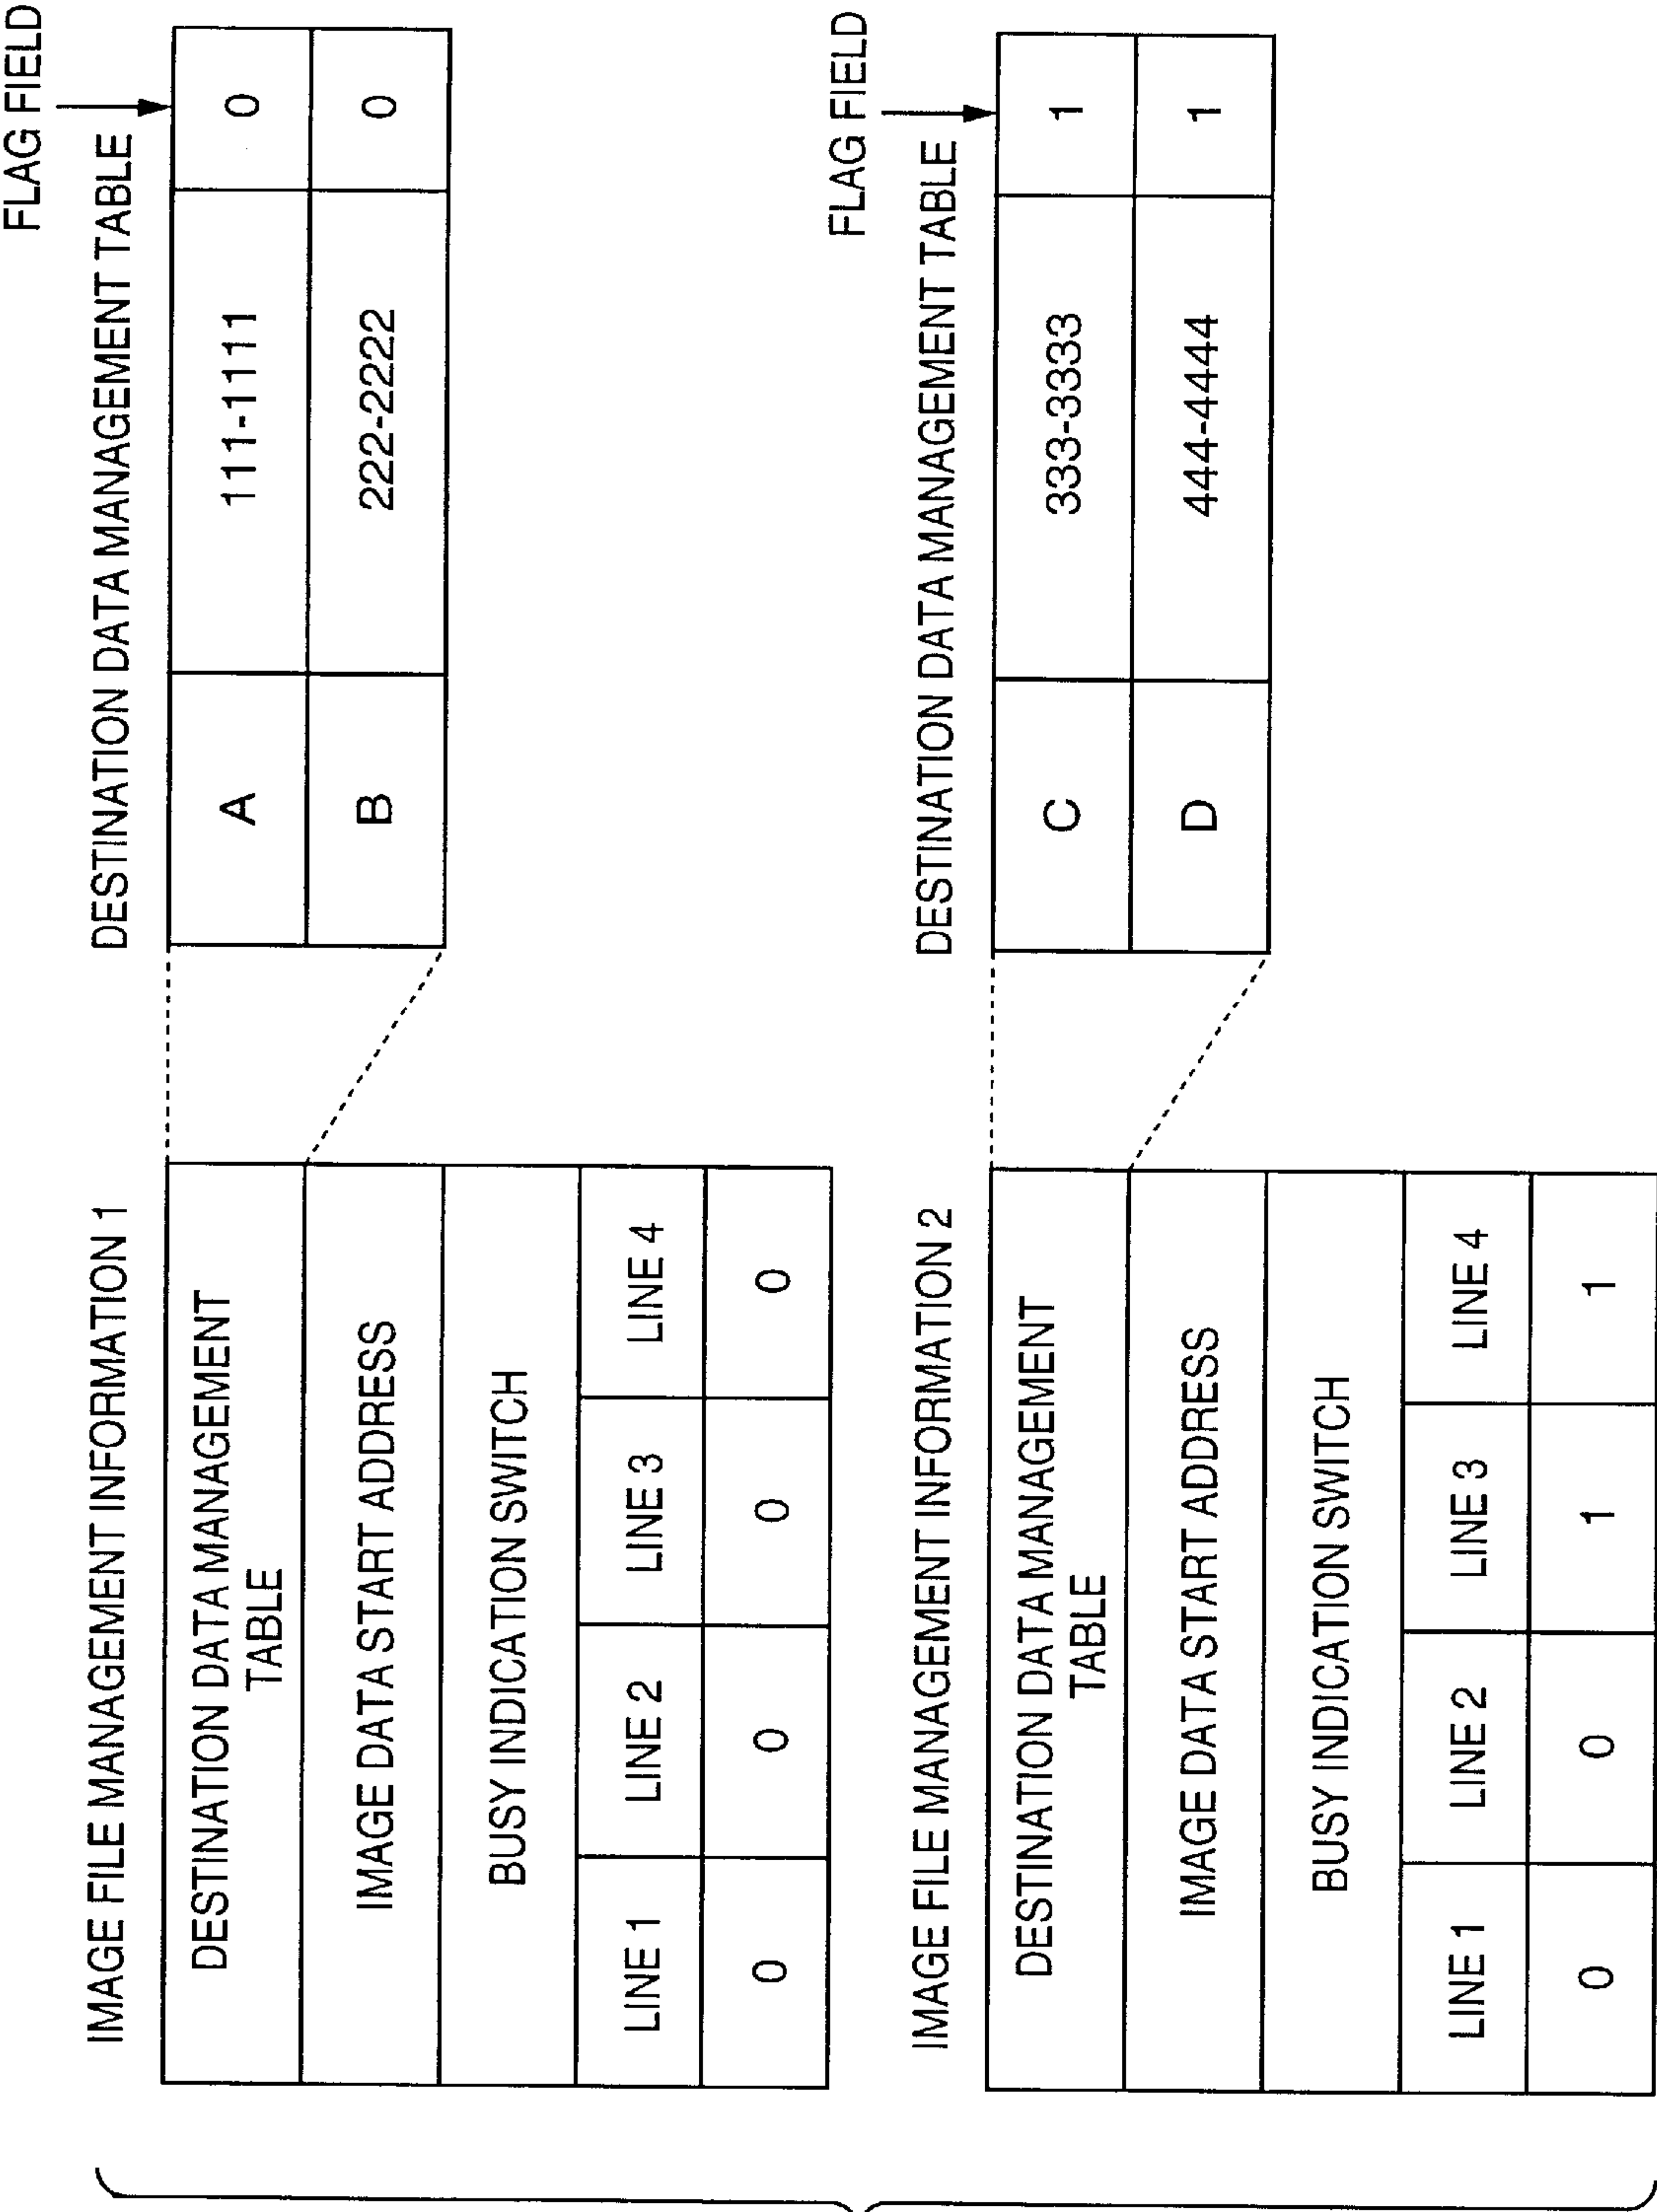 IMAGE FILE MANAGEMENT INFORMATION 1
DESTINATION DATA MANAGEMENT
TABLE
IMAGE DATA START ADDRESS
BUSY INDICATION SWITCH
LINE 1 LINE 2 LINE 3 LINE 4
0 0 0 0
FLAG FIELD
DESTINATION DATA MANAGEMENT TABLE
A 111-1111 0
B 222-2222 0
IMAGE FILE MANAGEMENT INFORMATION 2
DESTINATION DATA MANAGEMENT
TABLE
IMAGE DATA START ADDRESS
BUSY INDICATION SWITCH
LINE 1 LINE 2 LINE 3 LINE 4
0 0 1 1
FLAG FIELD
DESTINATION DATA MANAGEMENT TABLE
C 333-3333 1
D 444-4444 1